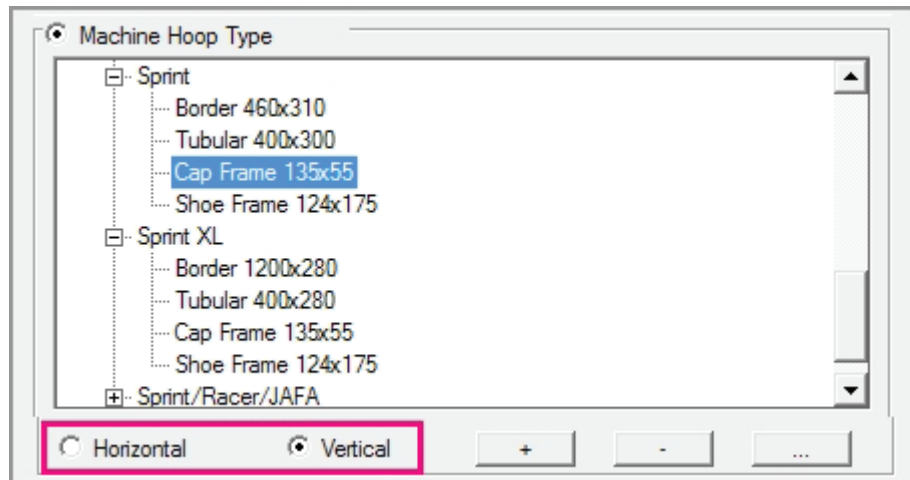 Machine Hoop Type
Sprint
Border 460x310
Tubular 400x300
Cap Frame 135x55
Shoe Frame 124x175
Sprint XL
Border 1200x280
Tubular 400x280
Cap Frame 135x55
Shoe Frame 124x175
Sprint/Racer/JAFA
Horizontal Vertical + - ...